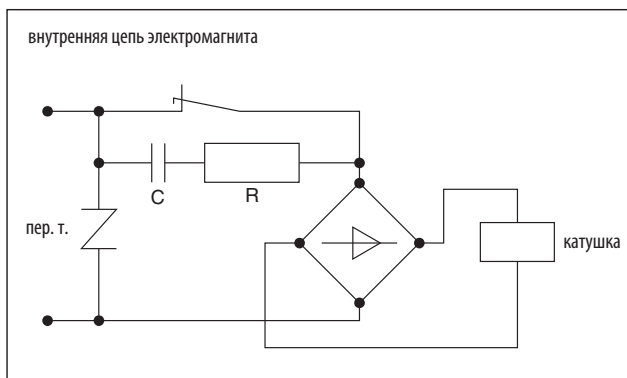 внутренняя цепь электромагнита
C
R
пер. т.
катушка